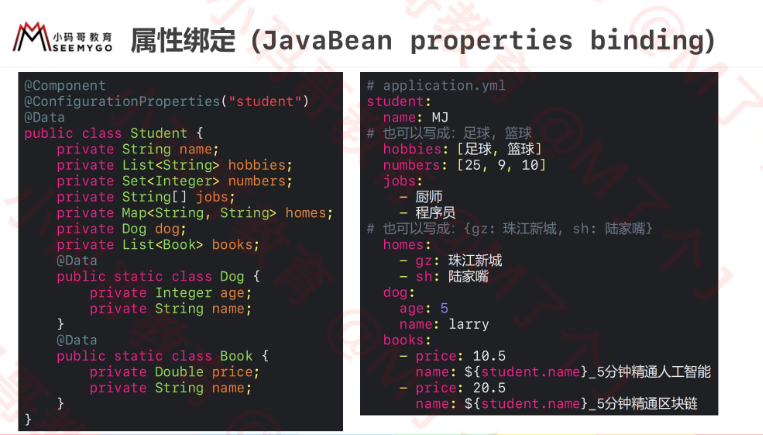 小码哥教育
SEEMYGO
属性绑定（JavaBean properties binding）
@Component
@ConfigurationProperties("student")
@Data
public class Student {
    private String name;
    private List<String> hobbies;
    private Set<Integer> numbers;
    private String[] jobs;
    private Map<String, String> homes;
    private Dog dog;
    private List<Book> books;
    @Data
    public static class Dog {
        private Integer age;
        private String name;
    }
    @Data
    public static class Book {
        private Double price;
        private String name;
    }
}
# application.yml
student:
  name: MJ
# 也可以写成: 足球, 篮球
  hobbies: [足球, 篮球]
  numbers: [25, 9, 10]
  jobs:
    - 厨师
    - 程序员
# 也可以写成: {gz: 珠江新城, sh: 陆家嘴}
  homes:
    - gz: 珠江新城
    - sh: 陆家嘴
  dog:
    age: 5
    name: larry
  books:
    - price: 10.5
      name: ${student.name}_5分钟精通人工智能
    - price: 20.5
      name: ${student.name}_5分钟精通区块链